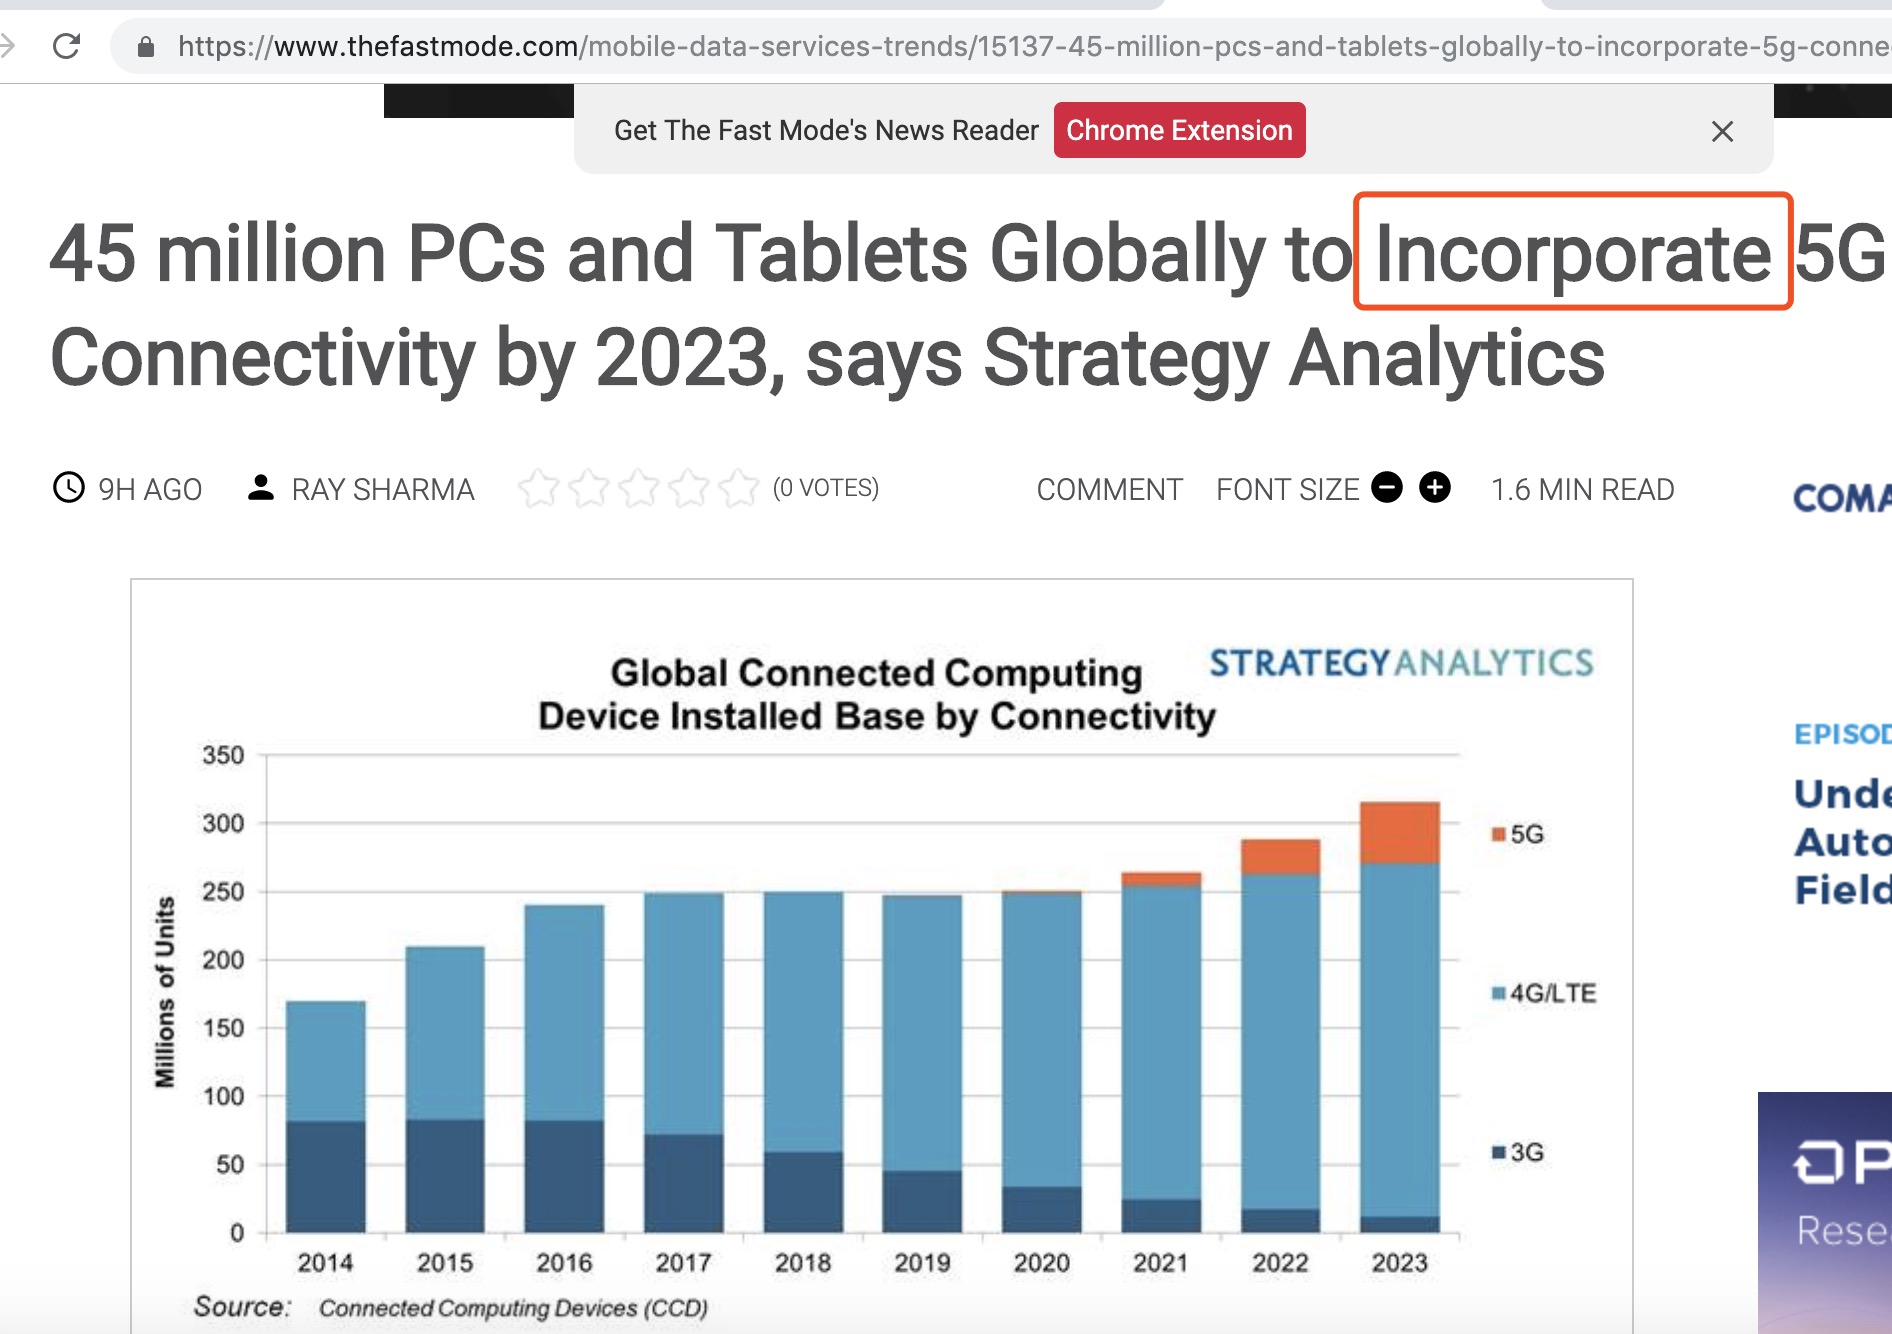 https://www.thefastmode.com/mobile-data-services-trends/15137-45-million-pcs-and-tablets-globally-to-incorporate-5g-conne
Get The Fast Mode's News Reader Chrome Extension
45 million PCs and Tablets Globally to Incorporate 5G
Connectivity by 2023, says Strategy Analytics
9H AGO RAY SHARMA (0 VOTES) COMMENT FONT SIZE 1.6 MIN READ
COMA
STRATEGYANALYTICS
Global Connected Computing
Device Installed Base by Connectivity
Millions of Units
350
300
250
200
150
100
50
0
2014 2015 2016 2017 2018 2019 2020 2021 2022 2023
5G
4G/LTE
3G
Source: Connected Computing Devices (CCD)
EPISOD
Unde
Auto
Field
OP
Rese